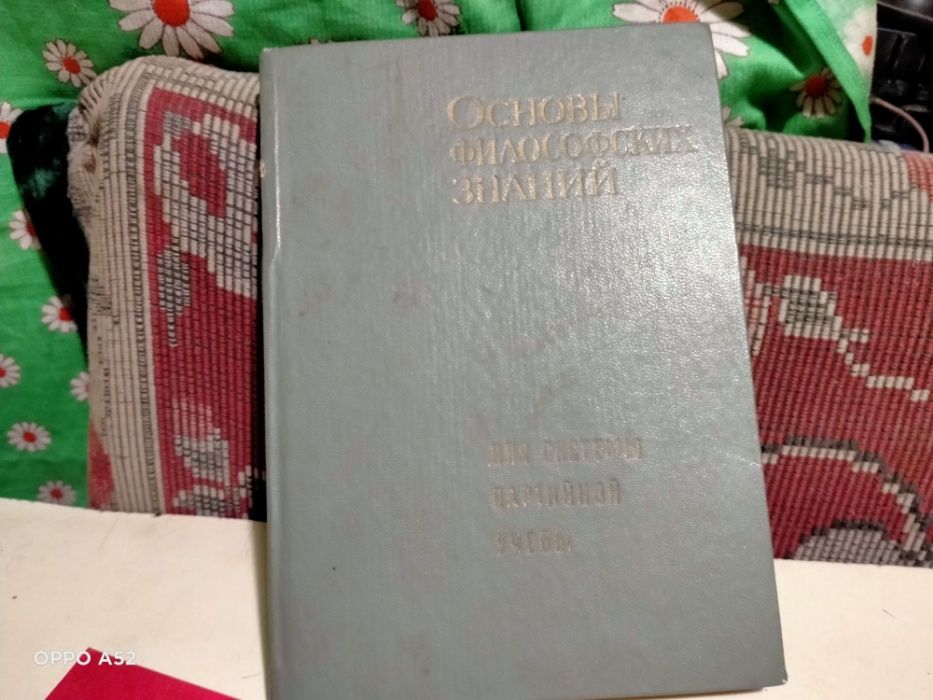 Основы
философских
знаний
для системы
партийной
учебы
OPPO A52